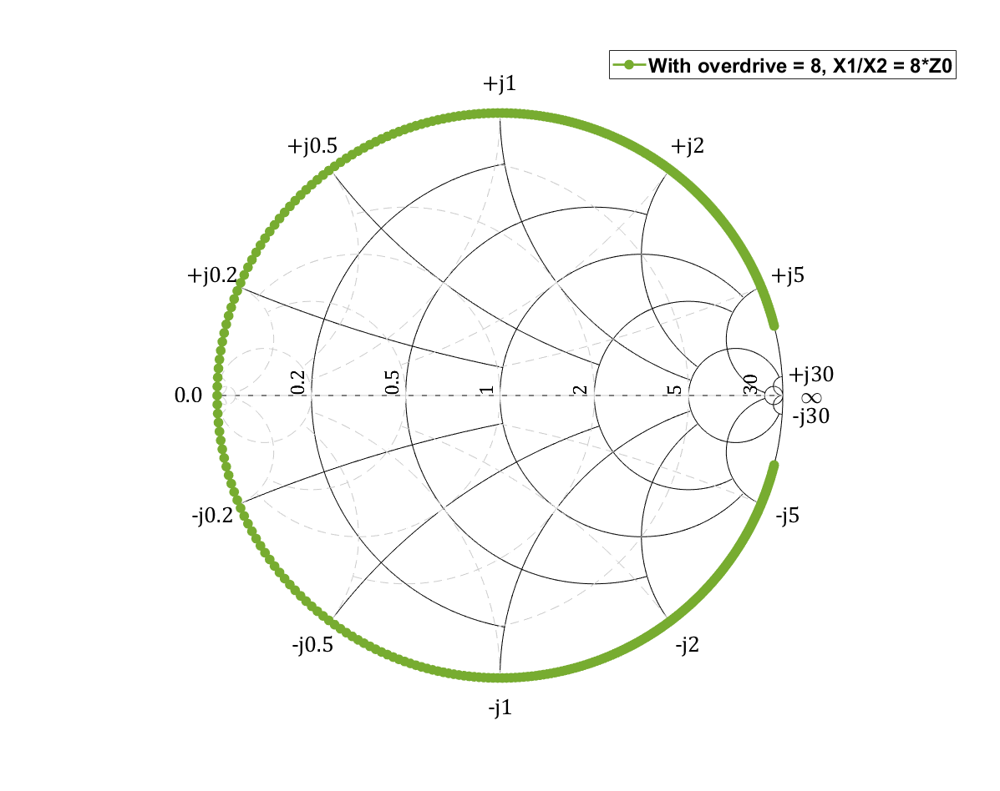 With overdrive = 8, X1/X2 = 8*Z0
+j1
+j0.5
+j2
+j0.2
+j5
0.0
0.2
0.5
1
2
5
30
+j30
∞
-j30
-j0.2
-j5
-j0.5
-j2
-j1